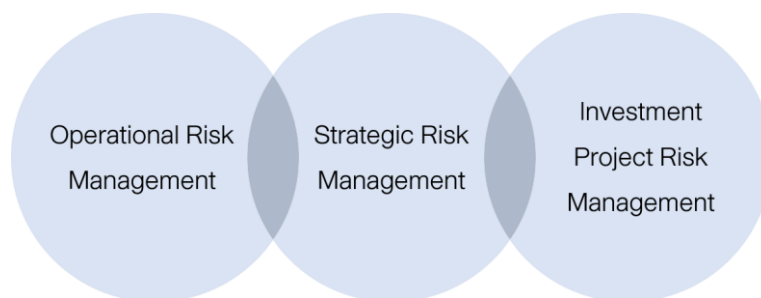 Operational Risk
Management
Strategic Risk
Management
Investment
Project Risk
Management